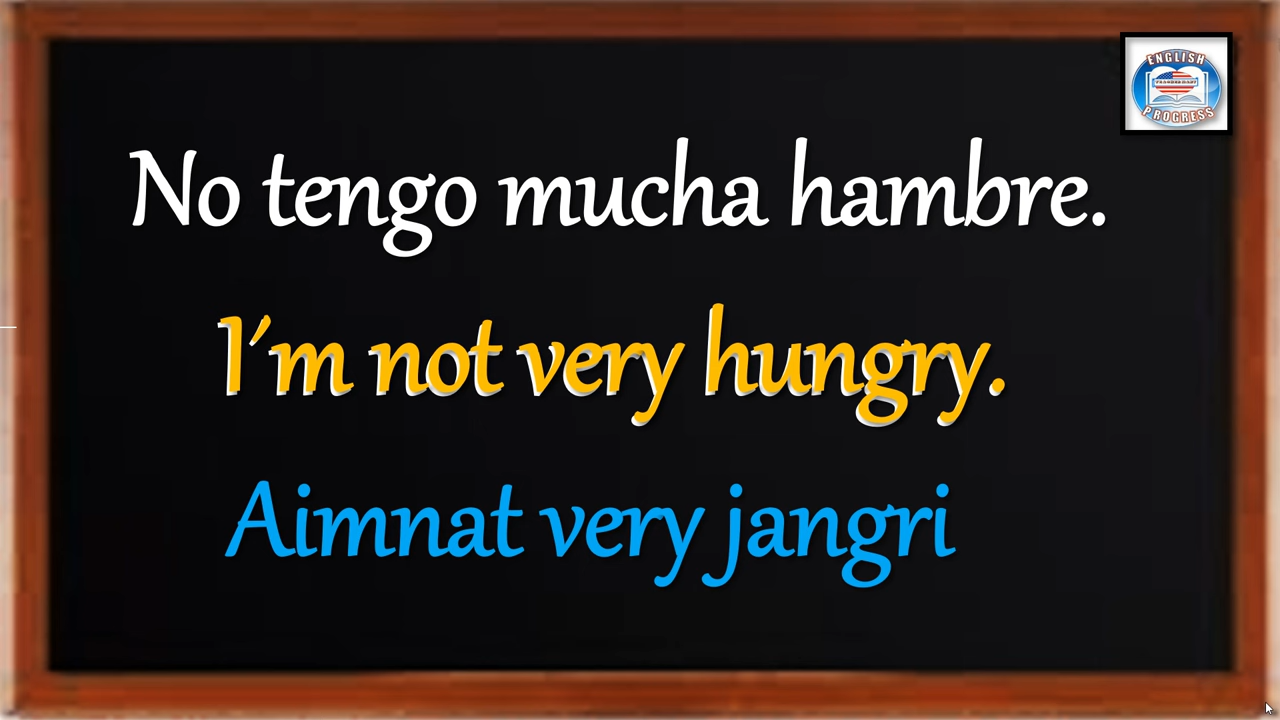 ENGLISH
PROGRESS
No tengo mucha hambre.
I´m not very hungry.
Aimnat very jangri